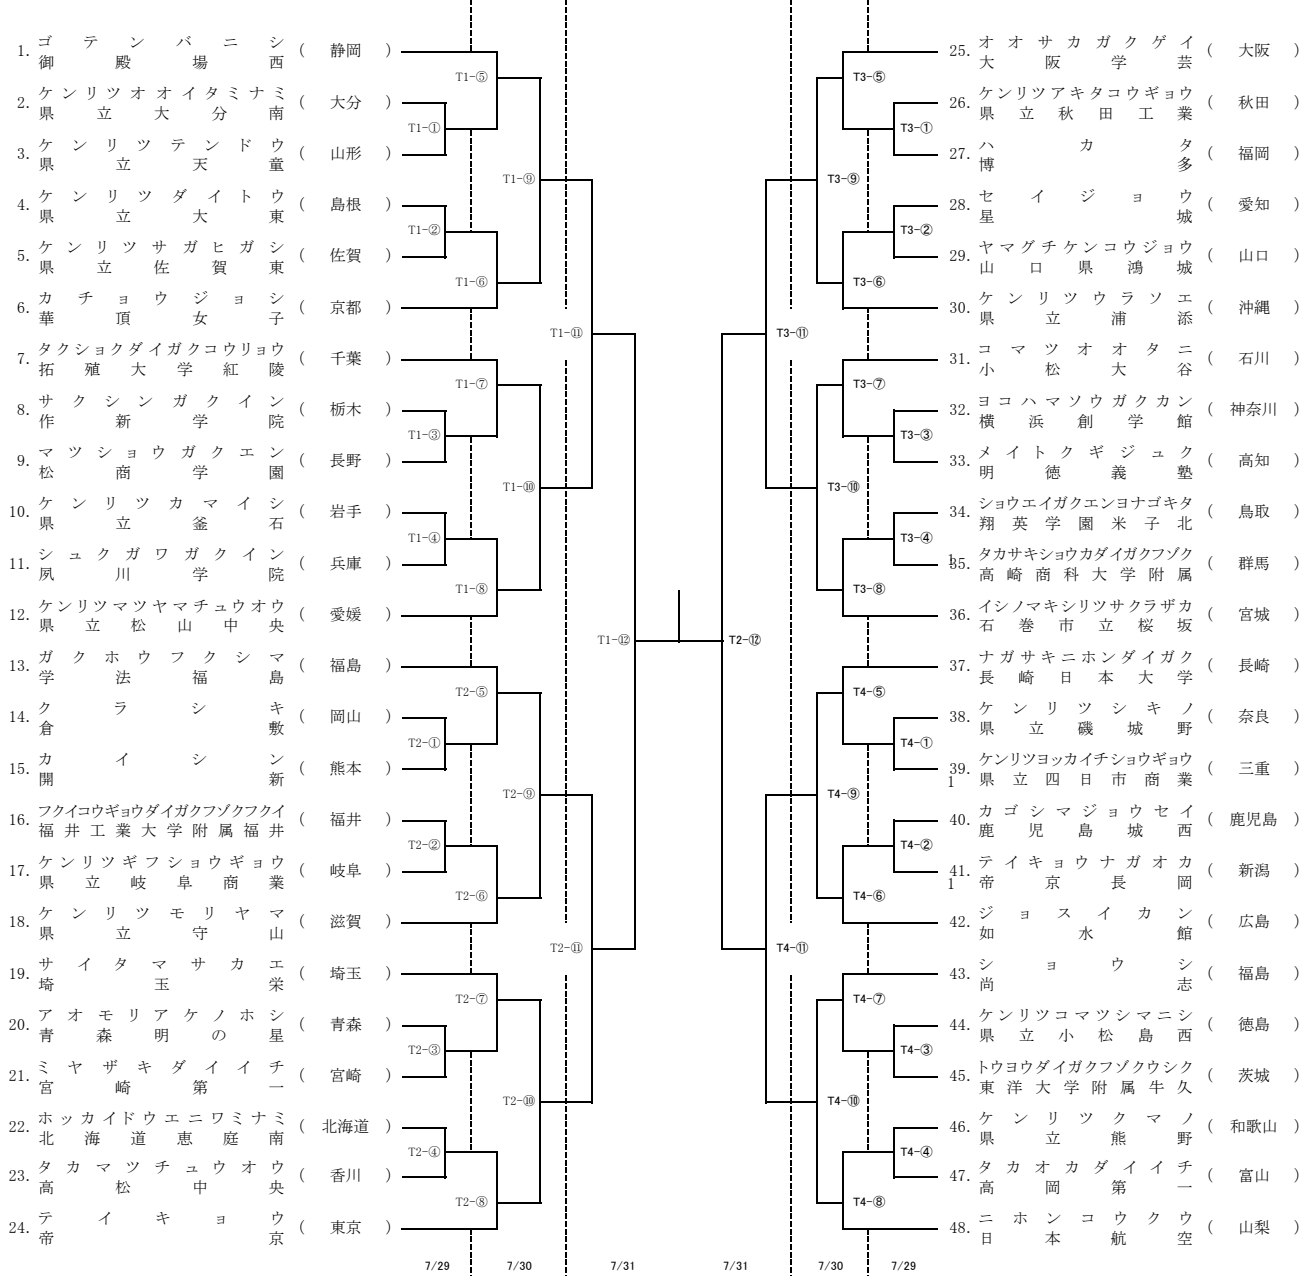 ゴテンバニシ
1. 御殿場西 ( 静岡 )
ケンリツオオイタミナミ
2. 県立大分南 ( 大分 )
ケンリツテンドウ
3. 県立天童 ( 山形 )
ケンリツダイトウ
4. 県立大東 ( 島根 )
ケンリツサガヒガシ
5. 県立佐賀東 ( 佐賀 )
カチョウジョシ
6. 華頂女子 ( 京都 )
タクショクダイガクコウリョウ
7. 拓殖大学紅陵 ( 千葉 )
サクシンガクイン
8. 作新学院 ( 栃木 )
マツショウガクエン
9. 松商学園 ( 長野 )
ケンリツカマイシ
10. 県立釜石 ( 岩手 )
シュクガワガクイン
11. 夙川学院 ( 兵庫 )
ケンリツマツヤマチュウオウ
12. 県立松山中央 ( 愛媛 )
ガクホウフクシマ
13. 学法福島 ( 福島 )
クラシキ
14. 倉敷 ( 岡山 )
カイシン
15. 開新 ( 熊本 )
フクイコウギョウダイガクフゾクフクイ
16. 福井工業大学附属福井 ( 福井 )
ケンリツギフショウギョウ
17. 県立岐阜商業 ( 岐阜 )
ケンリツモリヤマ
18. 県立守山 ( 滋賀 )
サイタマサカエ
19. 埼玉栄 ( 埼玉 )
アオモリアケノホシ
20. 青森明の星 ( 青森 )
ミヤザキダイイチ
21. 宮崎第一 ( 宮崎 )
ホッカイドウエニワミナミ
22. 北海道恵庭南 ( 北海道 )
タカマツチュウオウ
23. 高松中央 ( 香川 )
テイキョウ
24. 帝京 ( 東京 )
T1-⑤
T1-①
T1-⑨
T1-②
T1-⑥
T1-⑪
T1-⑦
T1-③
T1-⑩
T1-④
T1-⑧
T1-⑫
T2-⑤
T2-①
T2-⑨
T2-②
T2-⑥
T2-⑪
T2-⑦
T2-③
T2-⑩
T2-④
T2-⑧
T3-⑤
T3-①
T3-⑨
T3-②
T3-⑥
T3-⑪
T3-⑦
T3-③
T3-⑩
T3-④
T3-⑧
T2-⑫
T4-⑤
T4-①
T4-⑨
T4-②
T4-⑥
T4-⑪
T4-⑦
T4-③
T4-⑩
T4-④
T4-⑧
オオサカガクゲイ
25. 大阪学芸 ( 大阪 )
ケンリツアキタコウギョウ
26. 県立秋田工業 ( 秋田 )
ハカタ
27. 博多 ( 福岡 )
セイジョウ
28. 星城 ( 愛知 )
ヤマグチケンコウジョウ
29. 山口県鴻城 ( 山口 )
ケンリツウラソエ
30. 県立浦添 ( 沖縄 )
コマツオオタニ
31. 小松大谷 ( 石川 )
ヨコハマソウガクカン
32. 横浜創学館 ( 神奈川 )
メイトクギジュク
33. 明徳義塾 ( 高知 )
ショウエイガクエンヨナゴキタ
34. 翔英学園米子北 ( 鳥取 )
タカサキショウカダイガクフゾク
35. 高崎商科大学附属 ( 群馬 )
イシノマキシリツサクラザカ
36. 石巻市立桜坂 ( 宮城 )
ナガサキニホンダイガク
37. 長崎日本大学 ( 長崎 )
ケンリツシキノ
38. 県立磯城野 ( 奈良 )
ケンリツヨッカイチショウギョウ
39. 県立四日市商業 ( 三重 )
1
カゴシマジョウセイ
40. 鹿児島城西 ( 鹿児島 )
テイキョウナガオカ
41. 帝京長岡 ( 新潟 )
1
ジョスイカン
42. 如水館 ( 広島 )
ショウシ
43. 尚志 ( 福島 )
ケンリツコマツシマニシ
44. 県立小松島西 ( 徳島 )
トウヨウダイガクフゾクウシク
45. 東洋大学附属牛久 ( 茨城 )
ケンリツクマノ
46. 県立熊野 ( 和歌山 )
タカオカダイイチ
47. 高岡第一 ( 富山 )
ニホンコウクウ
48. 日本航空 ( 山梨 )
7/29 7/30 7/31 7/31 7/30 7/29